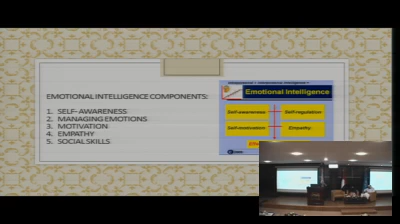 EMOTIONAL INTELLIGENCE COMPONENTS:
1. SELF-AWARENESS
2. MANAGING EMOTIONS
3. MOTIVATION
4. EMPATHY
5. SOCIAL SKILLS
Emotional Intelligence
Self-awareness
Self-regulation
Self-motivation
Empathy